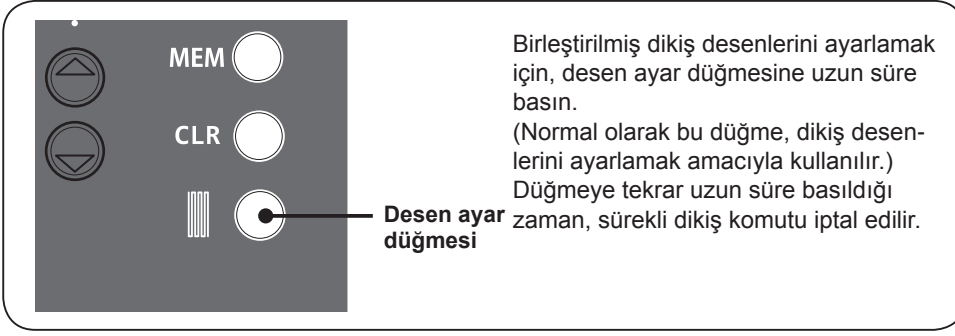 MEM
CLR
Desen ayar
düğmesi
Birleştirilmiş dikiş desenlerini ayarlamak
için, desen ayar düğmesine uzun süre
basın.
(Normal olarak bu düğme, dikiş desen-
lerini ayarlamak amacıyla kullanılır.)
Düğmeye tekrar uzun süre basıldığı
zaman, sürekli dikiş komutu iptal edilir.